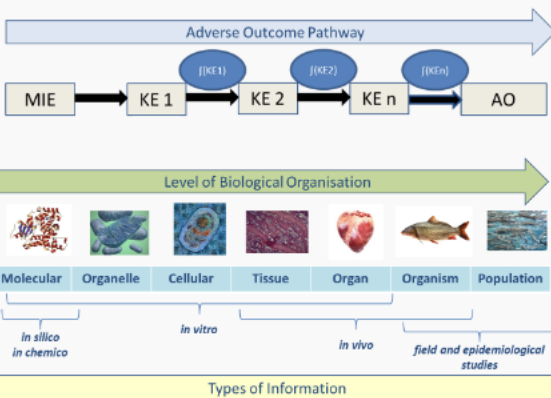 Adverse Outcome Pathway
∫(KE1) ∫(KE2) ∫(KEn)
MIE KE 1 KE 2 KE n AO
Level of Biological Organisation
Molecular Organelle Cellular Tissue Organ Organism Population
in silico
in chemico
in vitro
in vivo
field and epidemiological
studies
Types of Information